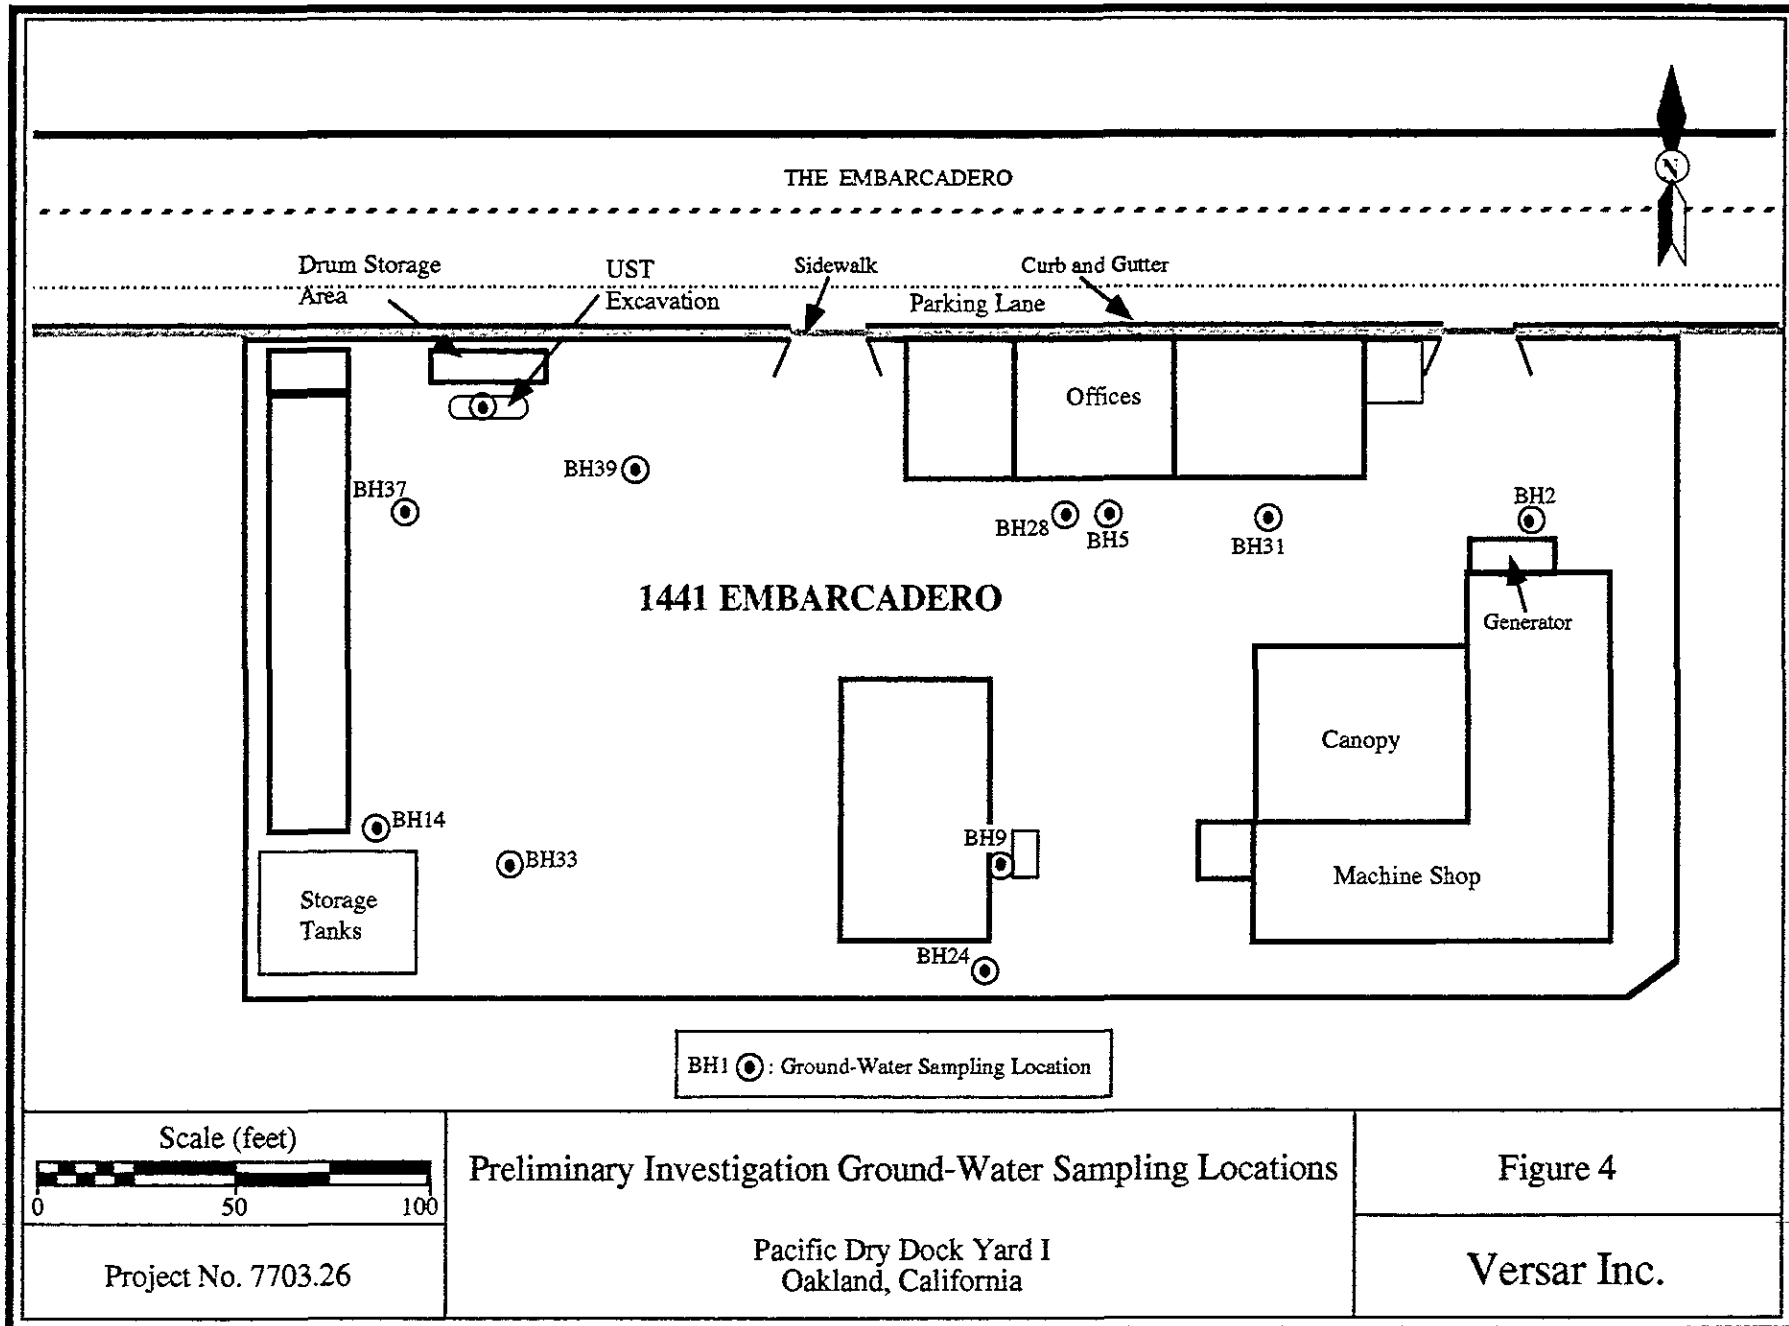 N
THE EMBARCADERO
Drum Storage
Area
UST
Excavation
Sidewalk
Curb and Gutter
Parking Lane
Offices
BH39
BH37
BH28
BH5
BH31
BH2
1441 EMBARCADERO
Generator
Canopy
BH14
BH33
BH9
Machine Shop
Storage
Tanks
BH24
BH1 : Ground-Water Sampling Location
Scale (feet)
0 50 100
Project No. 7703.26
Preliminary Investigation Ground-Water Sampling Locations
Pacific Dry Dock Yard I
Oakland, California
Figure 4
Versar Inc.